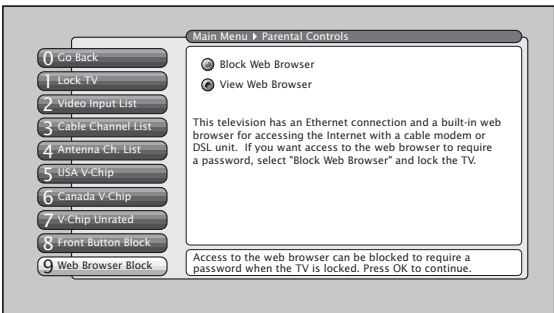 Main Menu ▶ Parental Controls
0 Go Back
1 Lock TV
2 Video Input List
3 Cable Channel List
4 Antenna Ch. List
5 USA V-Chip
6 Canada V-Chip
7 V-Chip Unrated
8 Front Button Block
9 Web Browser Block
Block Web Browser
View Web Browser
This television has an Ethernet connection and a built-in web
browser for accessing the Internet with a cable modem or
DSL unit.  If you want access to the web browser to require
a password, select "Block Web Browser" and lock the TV.
Access to the web browser can be blocked to require a
password when the TV is locked. Press OK to continue.